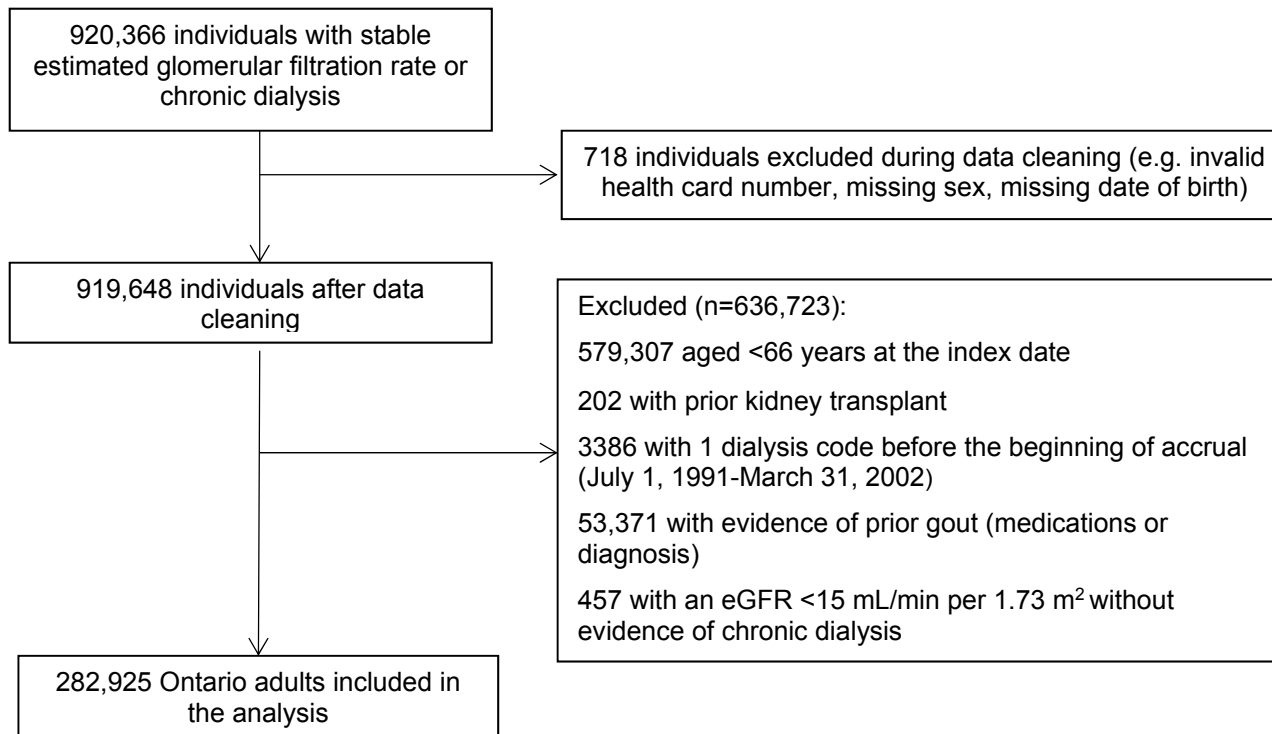 920,366 individuals with stable
estimated glomerular filtration rate or
chronic dialysis
718 individuals excluded during data cleaning (e.g. invalid
health card number, missing sex, missing date of birth)
919,648 individuals after data
cleaning
Excluded (n=636,723):
579,307 aged <66 years at the index date
202 with prior kidney transplant
3386 with 1 dialysis code before the beginning of accrual
(July 1, 1991-March 31, 2002)
53,371 with evidence of prior gout (medications or
diagnosis)
457 with an eGFR <15 mL/min per 1.73 m² without
evidence of chronic dialysis
282,925 Ontario adults included in
the analysis